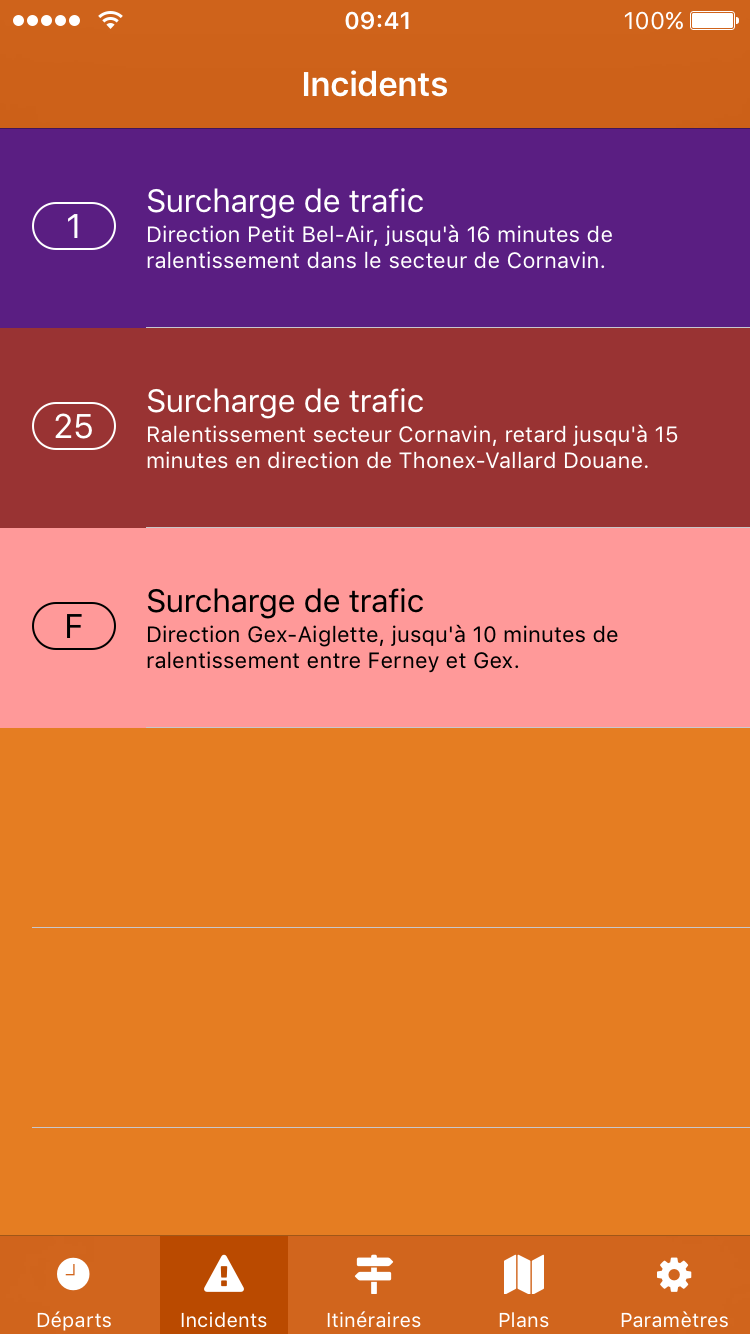 09:41
100%
Incidents
1
Surcharge de trafic
Direction Petit Bel-Air, jusqu'à 16 minutes de
ralentissement dans le secteur de Cornavin.
25
Surcharge de trafic
Ralentissement secteur Cornavin, retard jusqu'à 15
minutes en direction de Thonex-Vallard Douane.
F
Surcharge de trafic
Direction Gex-Aiglette, jusqu'à 10 minutes de
ralentissement entre Ferney et Gex.
Départs
Incidents
Itinéraires
Plans
Paramètres